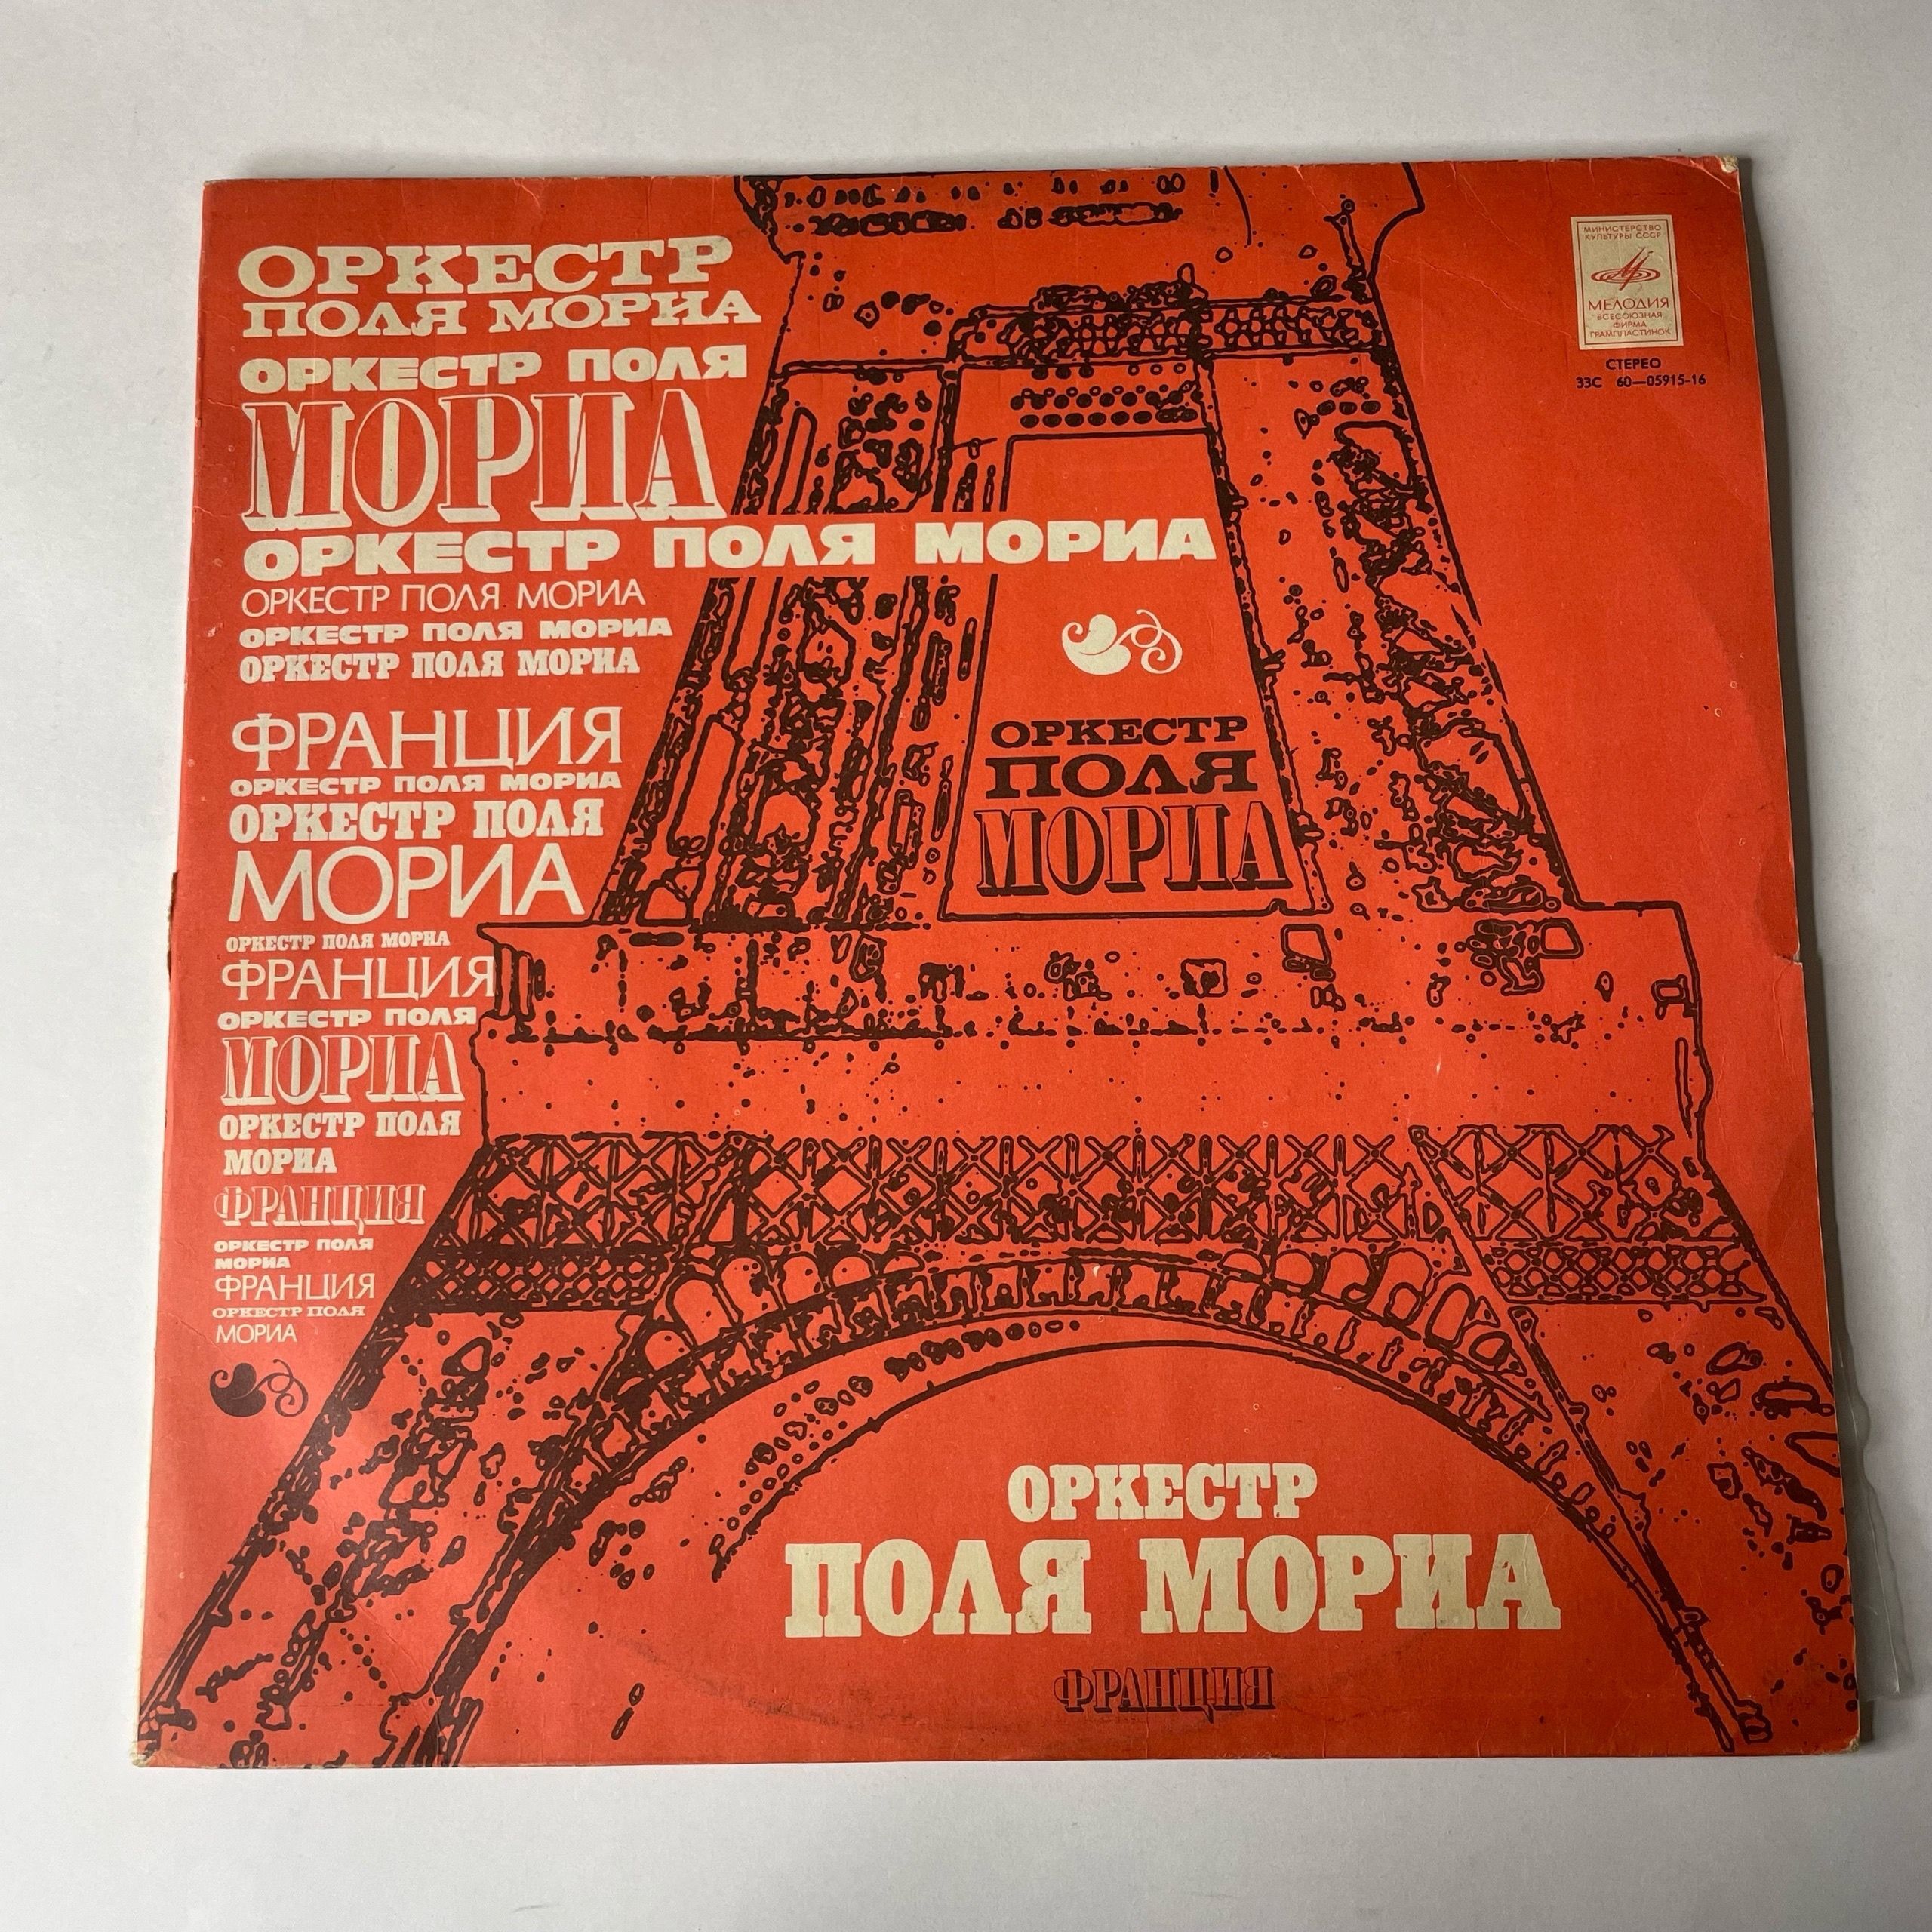 ОРКЕСТР
ПОЛЯ МОРИА
ОРКЕСТР ПОЛЯ
МОРИА
ОРКЕСТР ПОЛЯ МОРИА
ОРКЕСТР ПОЛЯ МОРИА
ОРКЕСТР ПОЛЯ МОРИА
ОРКЕСТР ПОЛЯ МОРИА
ФРАНЦИЯ
ОРКЕСТР ПОЛЯ МОРИА
ОРКЕСТР ПОЛЯ
МОРИА
ОРКЕСТР ПОЛЯ МОРИА
ФРАНЦИЯ
ОРКЕСТР ПОЛЯ
МОРИА
ОРКЕСТР ПОЛЯ
МОРИА
ФРАНЦИЯ
ОРКЕСТР ПОЛЯ
МОРИА
ФРАНЦИЯ
ОРКЕСТР ПОЛЯ
МОРИА
МИНИСТЕРСТВО
КУЛЬТУРЫ СССР
МЕЛОДИЯ
ВСЕСОЮЗНАЯ
ФИРМА
ГРАМПЛАСТИНОК
СТЕРЕО
33С 60—05915-16
ОРКЕСТР
ПОЛЯ
МОРИА
ОРКЕСТР
ПОЛЯ МОРИА
ФРАНЦИЯ